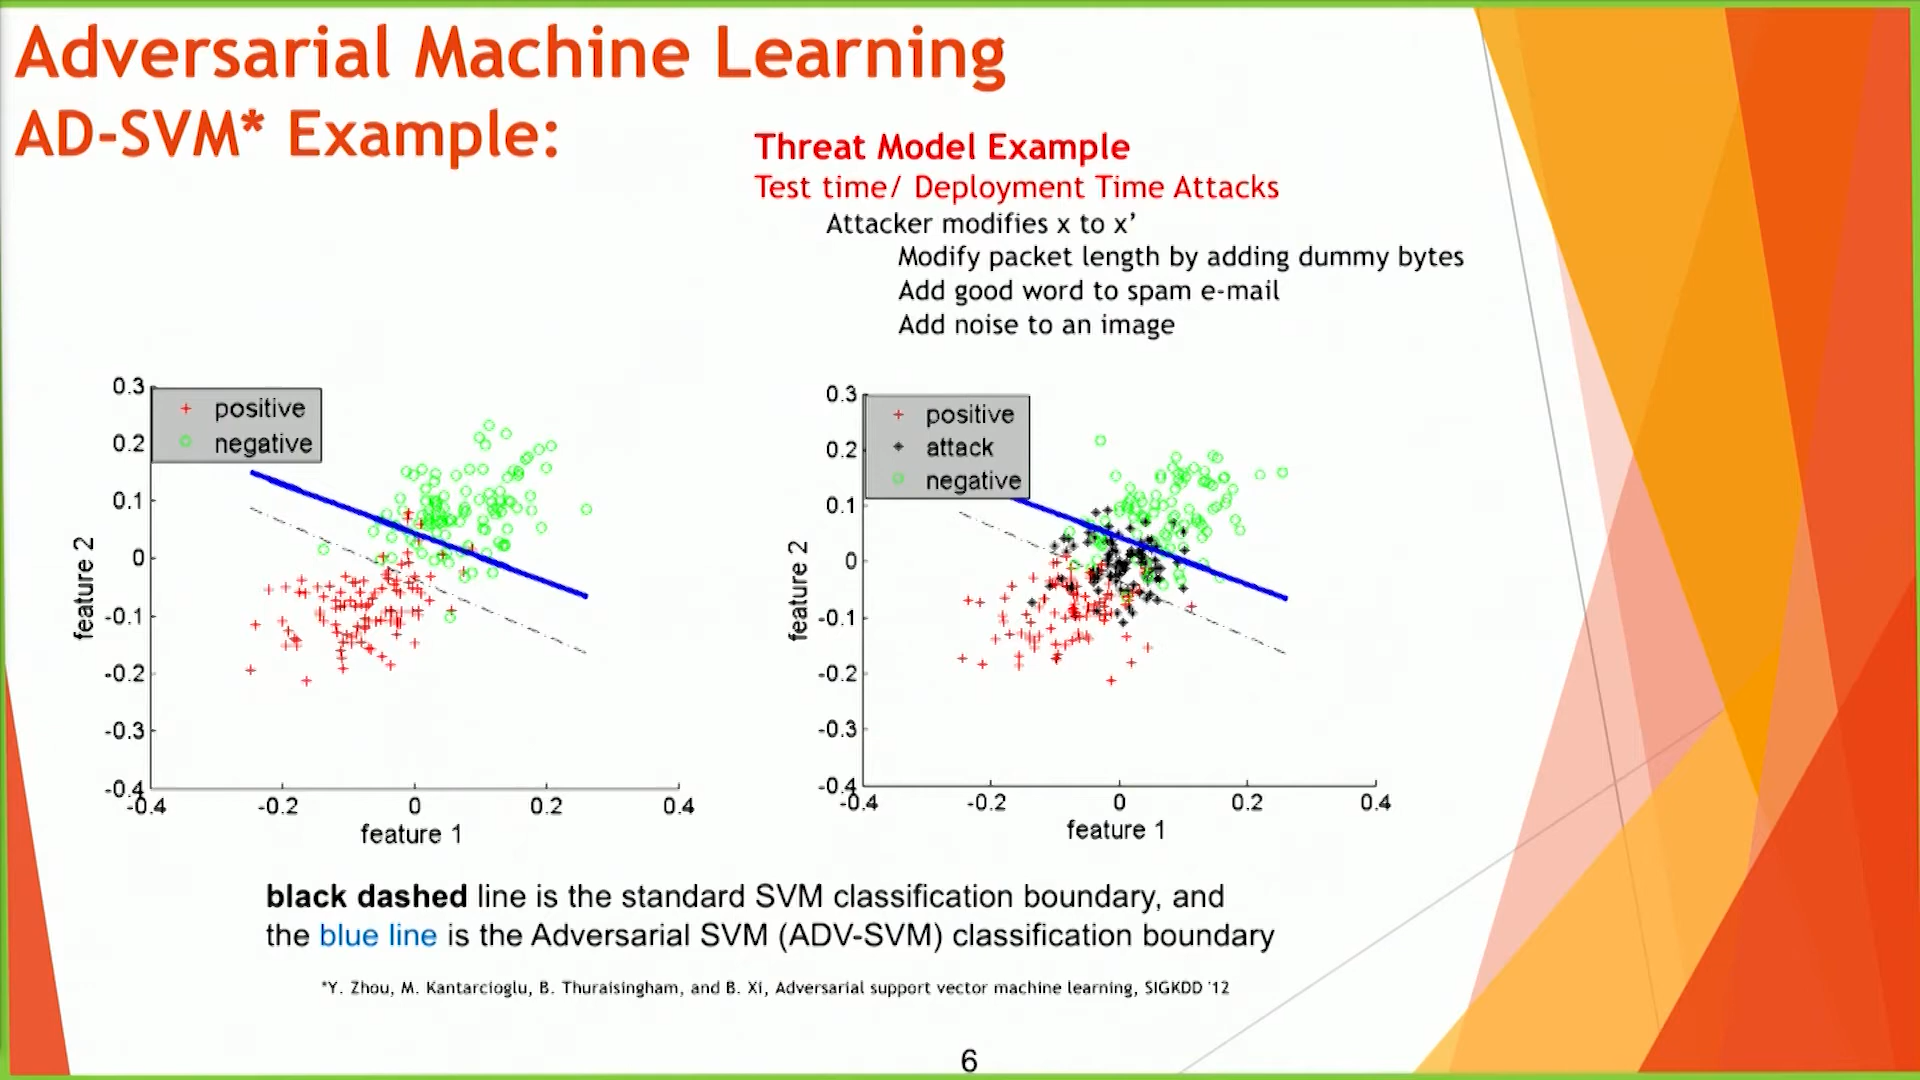 Adversarial Machine Learning
AD-SVM* Example:
Threat Model Example
Test time/ Deployment Time Attacks
Attacker modifies x to x’
Modify packet length by adding dummy bytes
Add good word to spam e-mail
Add noise to an image
positive
negative
0.3
0.2
0.1
0
-0.1
-0.2
-0.3
-0.4
feature 2
-0.4
-0.2
0
0.2
0.4
feature 1
positive
attack
negative
0.3
0.2
0.1
0
-0.1
-0.2
-0.3
-0.4
feature 2
-0.4
-0.2
0
0.2
0.4
feature 1
black dashed line is the standard SVM classification boundary, and
the blue line is the Adversarial SVM (ADV-SVM) classification boundary
*Y. Zhou, M. Kantarcioglu, B. Thuraisingham, and B. Xi, Adversarial support vector machine learning, SIGKDD '12
6